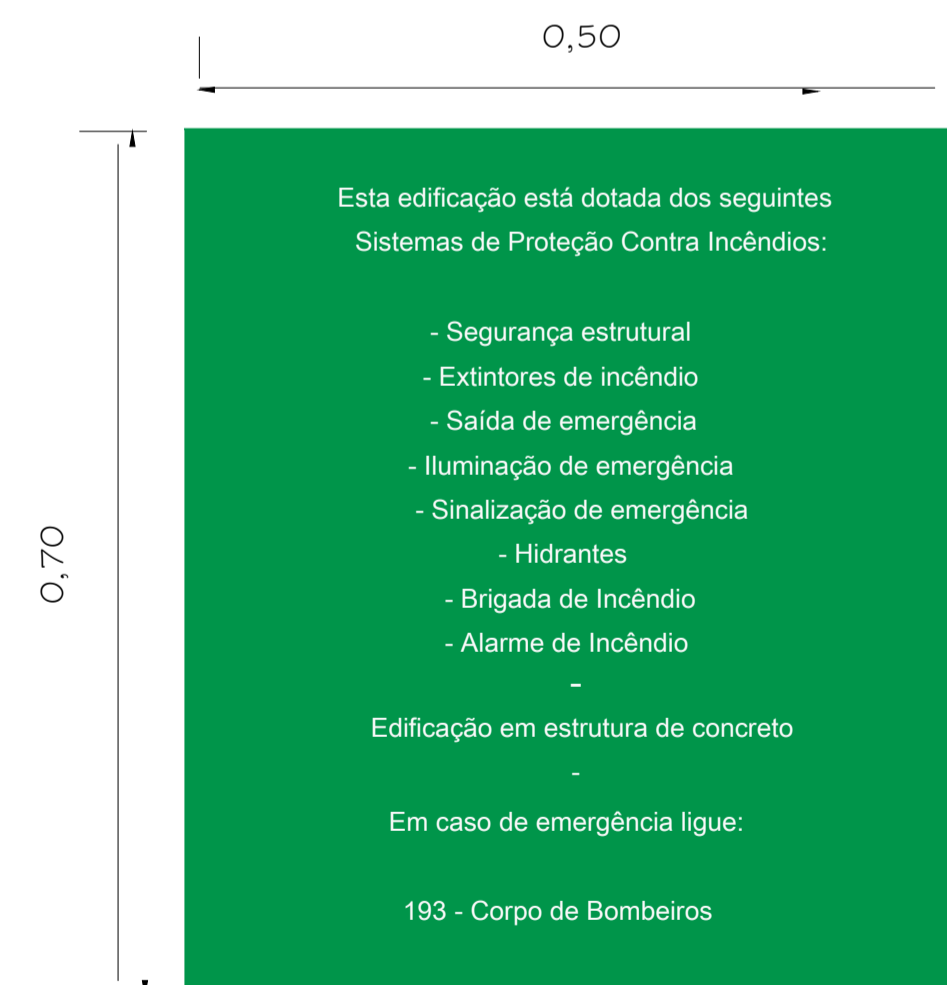 0,50
Esta edificação está dotada dos seguintes
Sistemas de Proteção Contra Incêndios:
- Segurança estrutural
- Extintores de incêndio
- Saída de emergência
- Iluminação de emergência
- Sinalização de emergência
- Hidrantes
- Brigada de Incêndio
- Alarme de Incêndio
-
Edificação em estrutura de concreto
-
Em caso de emergência ligue:
193 - Corpo de Bombeiros
0,70